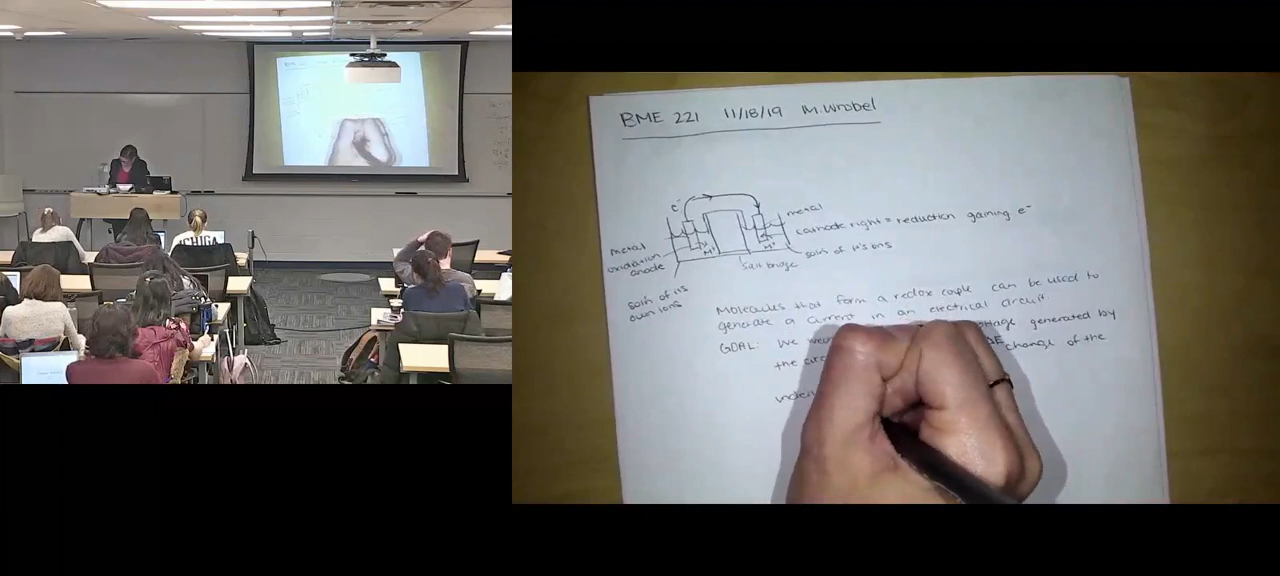 BME 221 11/18/19 M.Wrobel
e⁻
metal
cathode right = reduction gaining e⁻
metal
oxidation
anode
M⁺
M⁺
salt bridge soln of its ions
soln of its
own ions
Molecules that form a redox couple can be used to
generate a current in an electrical circuit.
GOAL: We generated by
the change of the